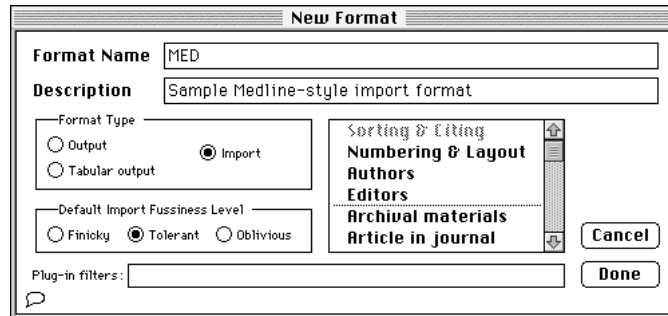 New Format
Format Name MED
Description Sample Medline-style import format
Format Type
Output
Import
Tabular output
Default Import Fussiness Level
Finicky Tolerant Oblivious
Sorting & Citing
Numbering & Layout
Authors
Editors
Archival materials
Article in journal
Cancel
Plug-in filters:
Done